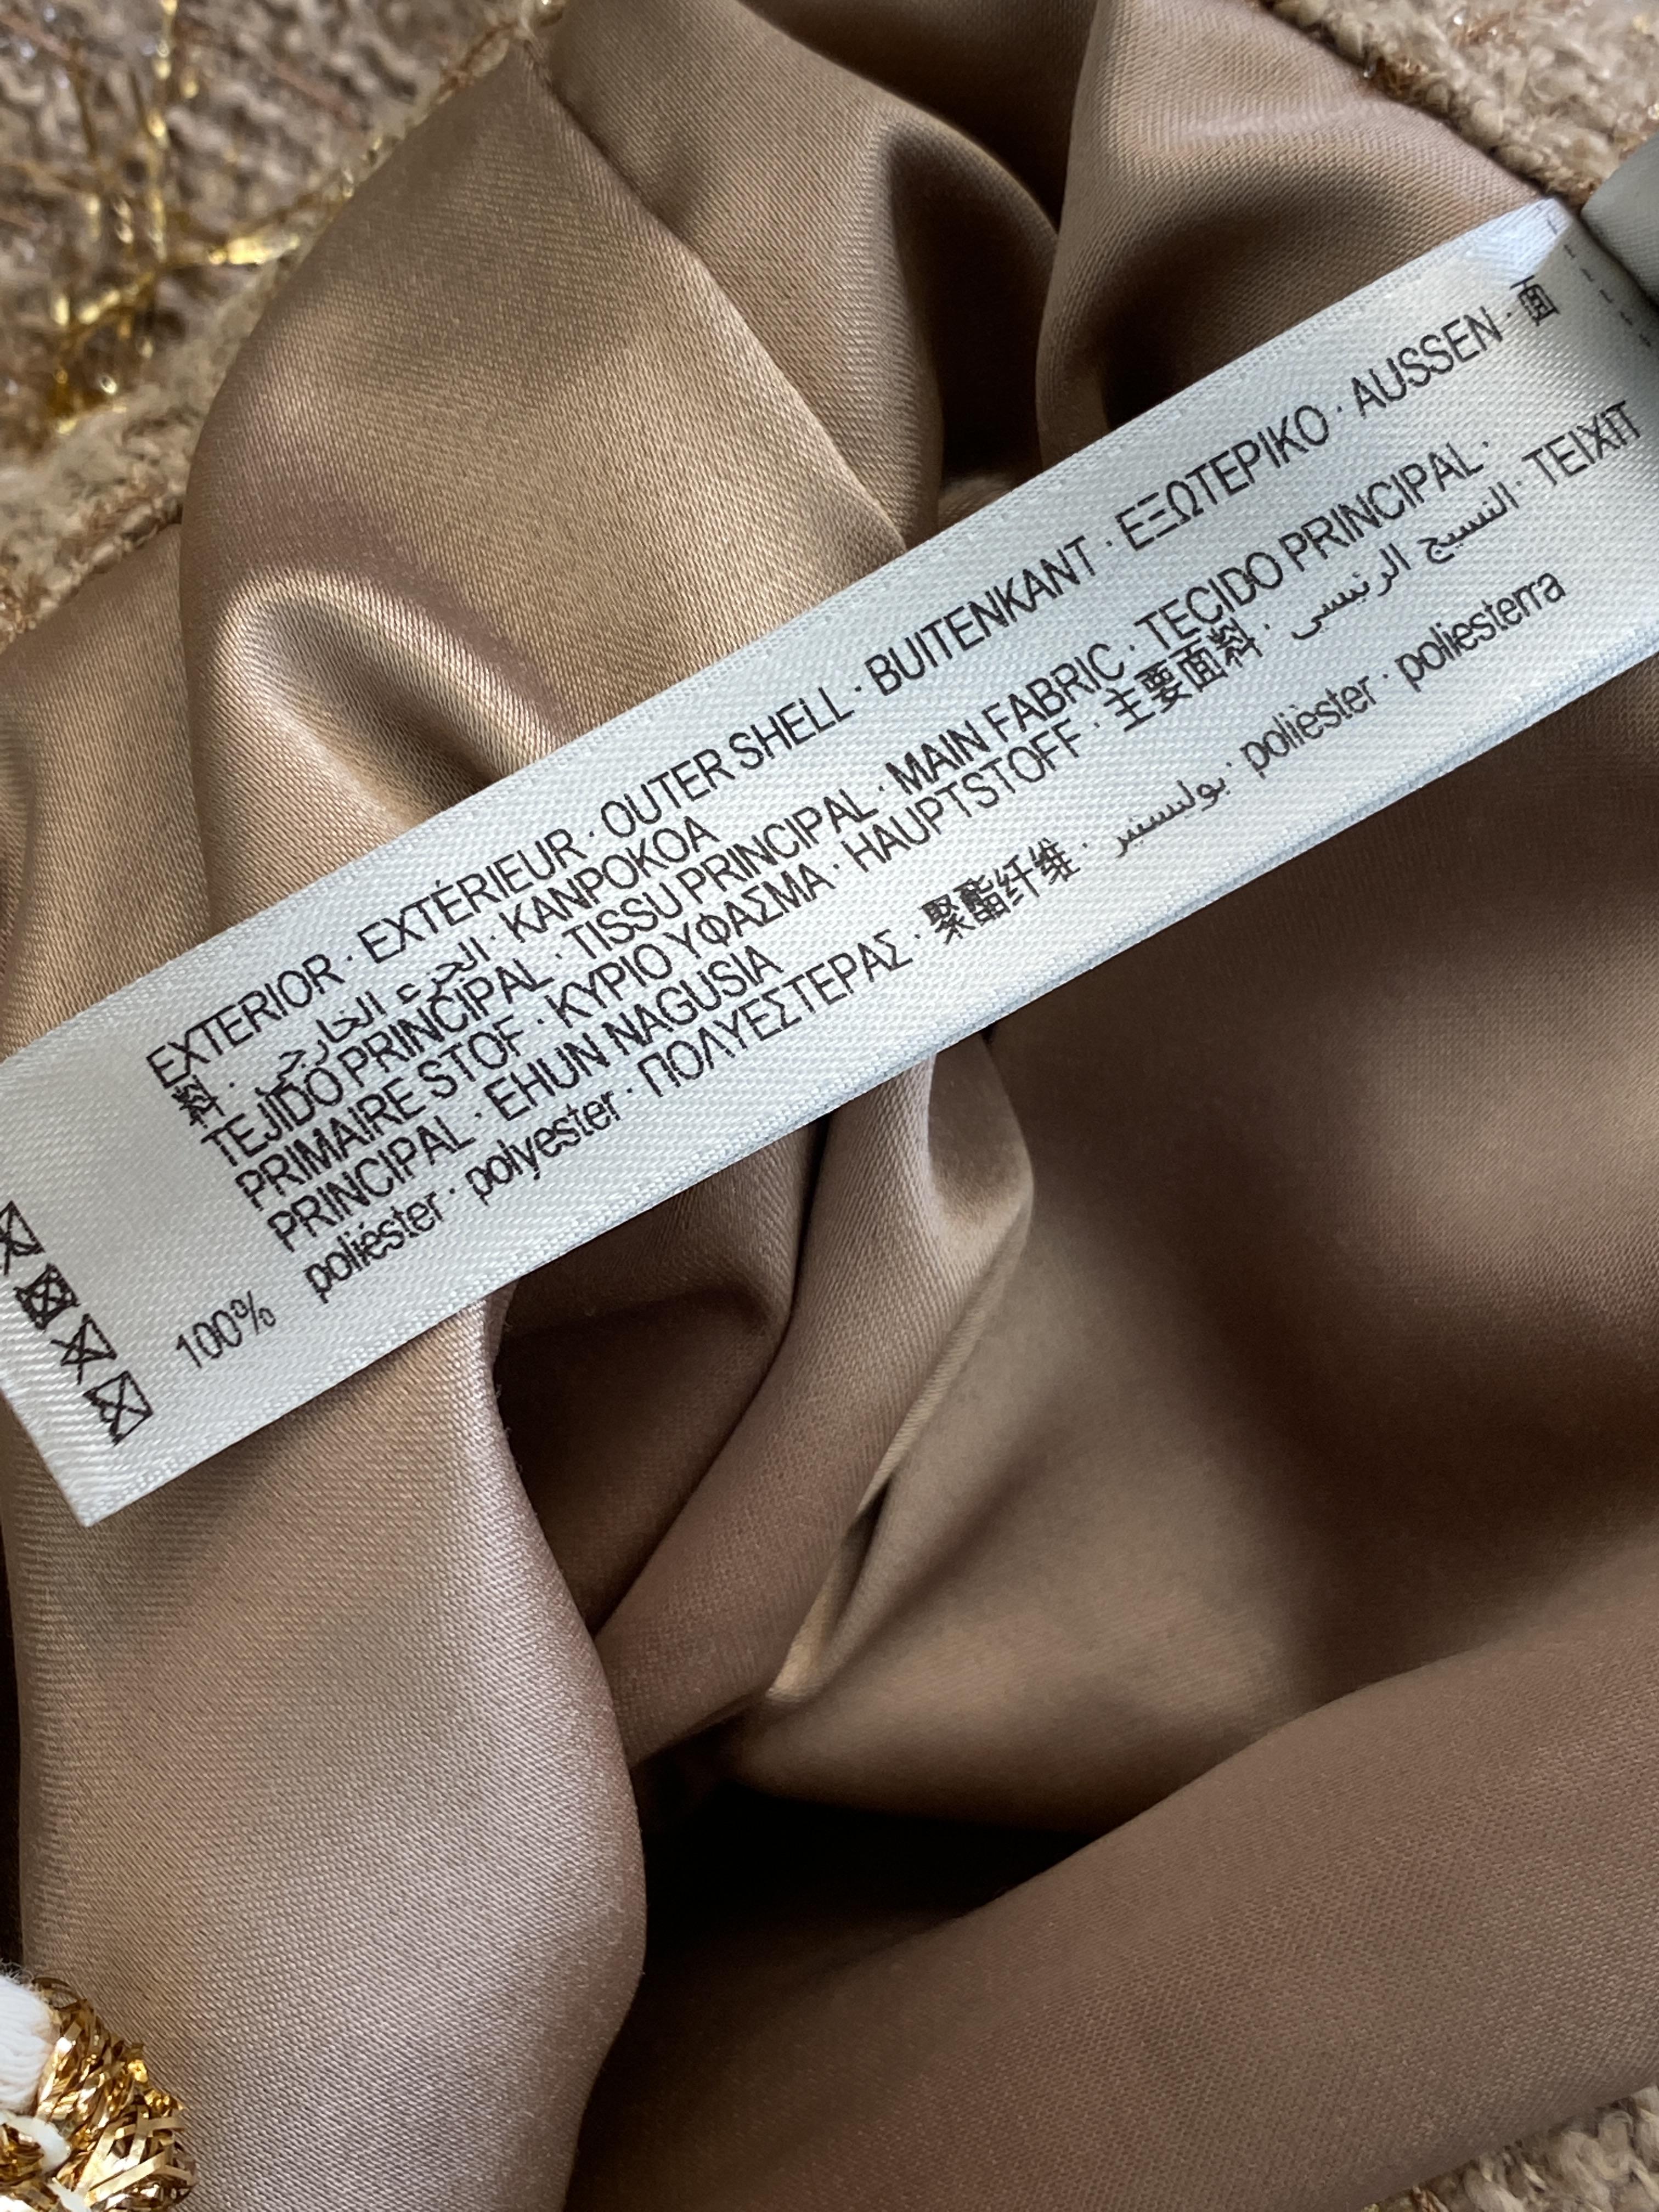 EXTERIOR · EXTÉRIEUR · OUTER SHELL · BUITENKANT · ΕΞΩΤΕΡΙΚΟ · AUSSEN · 面
料 · الجزء الخارجي · KANPOKOA
TEJIDO PRINCIPAL · TISSU PRINCIPAL · MAIN FABRIC · TECIDO PRINCIPAL ·
PRIMAIRE STOF · ΚΥΡΙΟ ΥΦΑΣΜΑ · HAUPTSTOFF · 主要面料 · النسيج الرئيسي · TEIXIT
PRINCIPAL · EHUN NAGUSIA
100% poliéster · polyester · ΠΟΛΥΕΣΤΕΡΑΣ · 聚酯纤维 · بوليستير · polièster · poliesterra